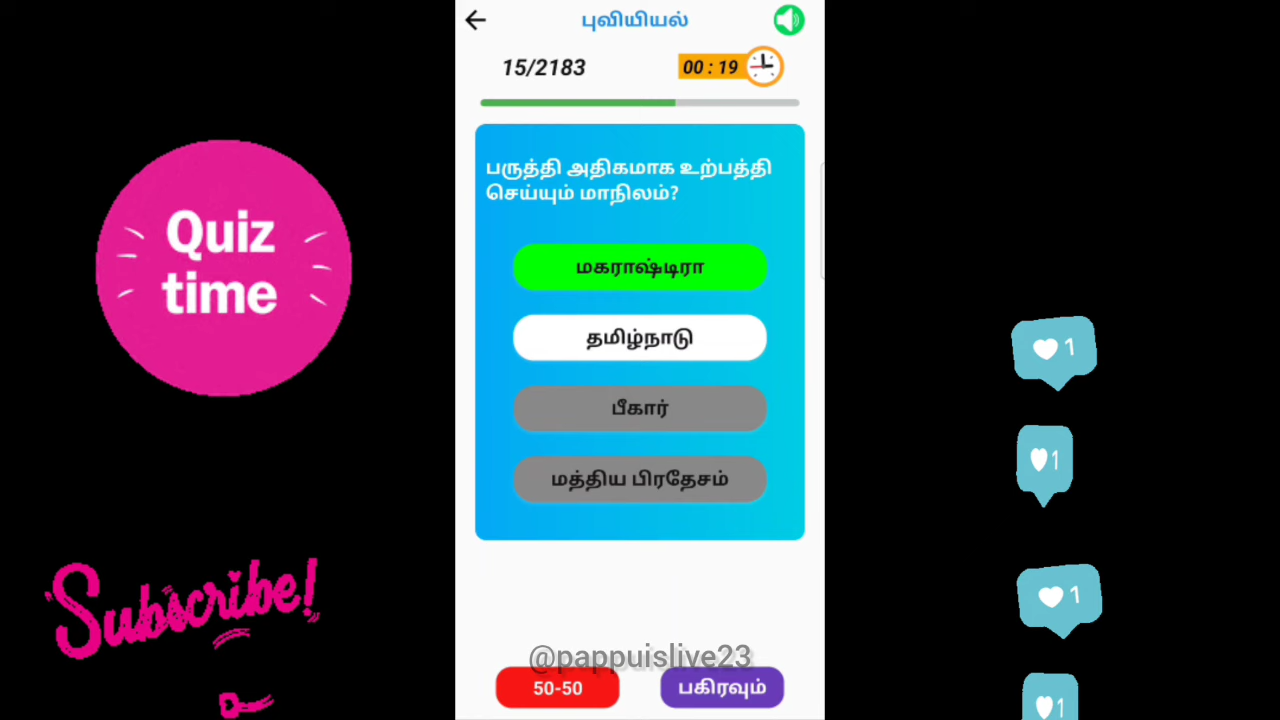 Quiz
time
Subscribe!
புவியியல்
15/2183
00 : 19
பருத்தி அதிகமாக உற்பத்தி
செய்யும் மாநிலம்?
மகராஷ்டிரா
தமிழ்நாடு
பீகார்
மத்திய பிரதேசம்
@pappuislive23
50-50
பகிரவும்
1
1
1
1